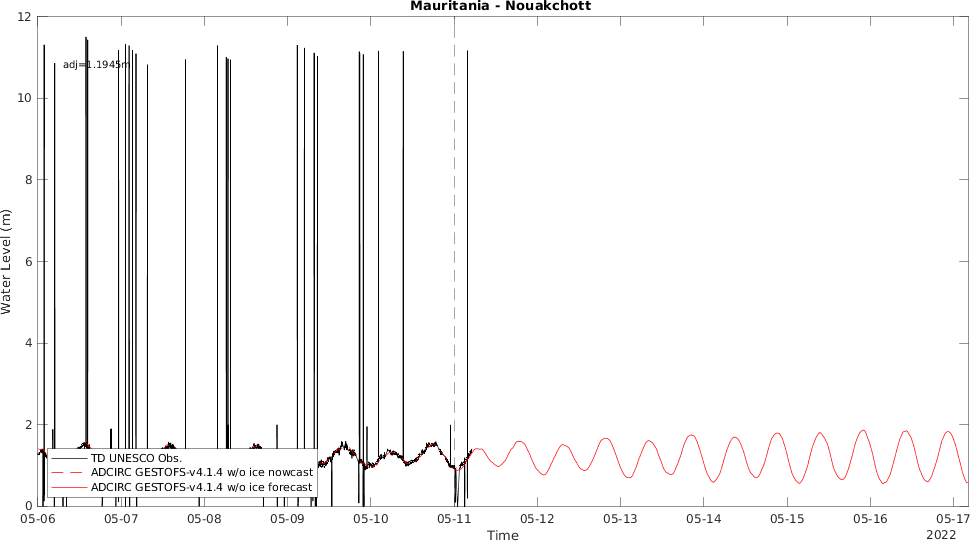 Mauritania - Nouakchott
12
10
8
6
4
2
0
Water Level (m)
adj=1.1945m
TD UNESCO Obs.
ADCIRC GESTOFS-v4.1.4 w/o ice nowcast
ADCIRC GESTOFS-v4.1.4 w/o ice forecast
05-06 05-07 05-08 05-09 05-10 05-11 05-12 05-13 05-14 05-15 05-16 05-17
Time
2022